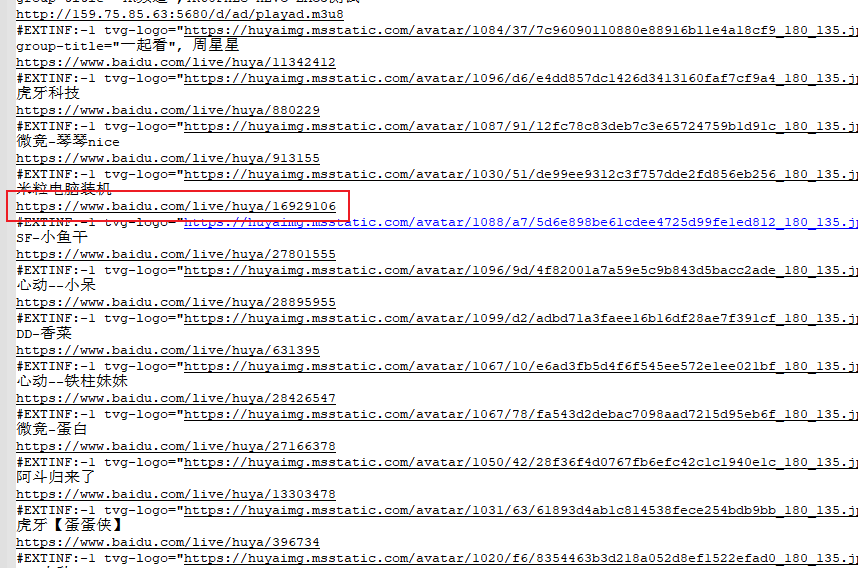 http://159.75.85.63:5680/d/ad/playad.m3u8
#EXTINF:-1 tvg-logo="https://huyaimg.msstatic.com/avatar/1084/37/7c96090110880e88916b11e4a18cf9_180_135.jp
group-title="一起看", 周星星
https://www.baidu.com/live/huya/11342412
#EXTINF:-1 tvg-logo="https://huyaimg.msstatic.com/avatar/1096/d6/e4dd857dc1426d3413160faf7cf9a4_180_135.jp
虎牙科技
https://www.baidu.com/live/huya/880229
#EXTINF:-1 tvg-logo="https://huyaimg.msstatic.com/avatar/1087/91/12fc78c83deb7c3e65724759b1d91c_180_135.jp
微竞-琴琴nice
https://www.baidu.com/live/huya/913155
#EXTINF:-1 tvg-logo="https://huyaimg.msstatic.com/avatar/1030/51/de99ee9312c3f757dde2fd856eb256_180_135.jp
米粒电脑装机
https://www.baidu.com/live/huya/16929106
#EXTINF:-1 tvg-logo="https://huyaimg.msstatic.com/avatar/1088/a7/5d6e898be61cdee4725d99fe1ed812_180_135.jp
SF-小鱼干
https://www.baidu.com/live/huya/27801555
#EXTINF:-1 tvg-logo="https://huyaimg.msstatic.com/avatar/1096/9d/4f82001a7a59e5c9b843d5bacc2ade_180_135.jp
心动--小呆
https://www.baidu.com/live/huya/28895955
#EXTINF:-1 tvg-logo="https://huyaimg.msstatic.com/avatar/1099/d2/adbd71a3faee16b16df28ae7f391cf_180_135.jp
DD-香菜
https://www.baidu.com/live/huya/631395
#EXTINF:-1 tvg-logo="https://huyaimg.msstatic.com/avatar/1067/10/e6ad3fb5d4f6f545ee572e1ee021bf_180_135.jp
心动--铁柱妹妹
https://www.baidu.com/live/huya/28426547
#EXTINF:-1 tvg-logo="https://huyaimg.msstatic.com/avatar/1067/78/fa543d2debac7098aad7215d95eb6f_180_135.jp
微竞-蛋白
https://www.baidu.com/live/huya/27166378
#EXTINF:-1 tvg-logo="https://huyaimg.msstatic.com/avatar/1050/42/28f36f4d0767fb6efc42c1c1940e1c_180_135.jp
阿斗归来了
https://www.baidu.com/live/huya/13303478
#EXTINF:-1 tvg-logo="https://huyaimg.msstatic.com/avatar/1031/63/61893d4ab1c814538fece254bdb9bb_180_135.jp
虎牙【蛋蛋侠】
https://www.baidu.com/live/huya/396734
#EXTINF:-1 tvg-logo="https://huyaimg.msstatic.com/avatar/1020/f6/8354463b3d218a052d8ef1522efad0_180_135.jp